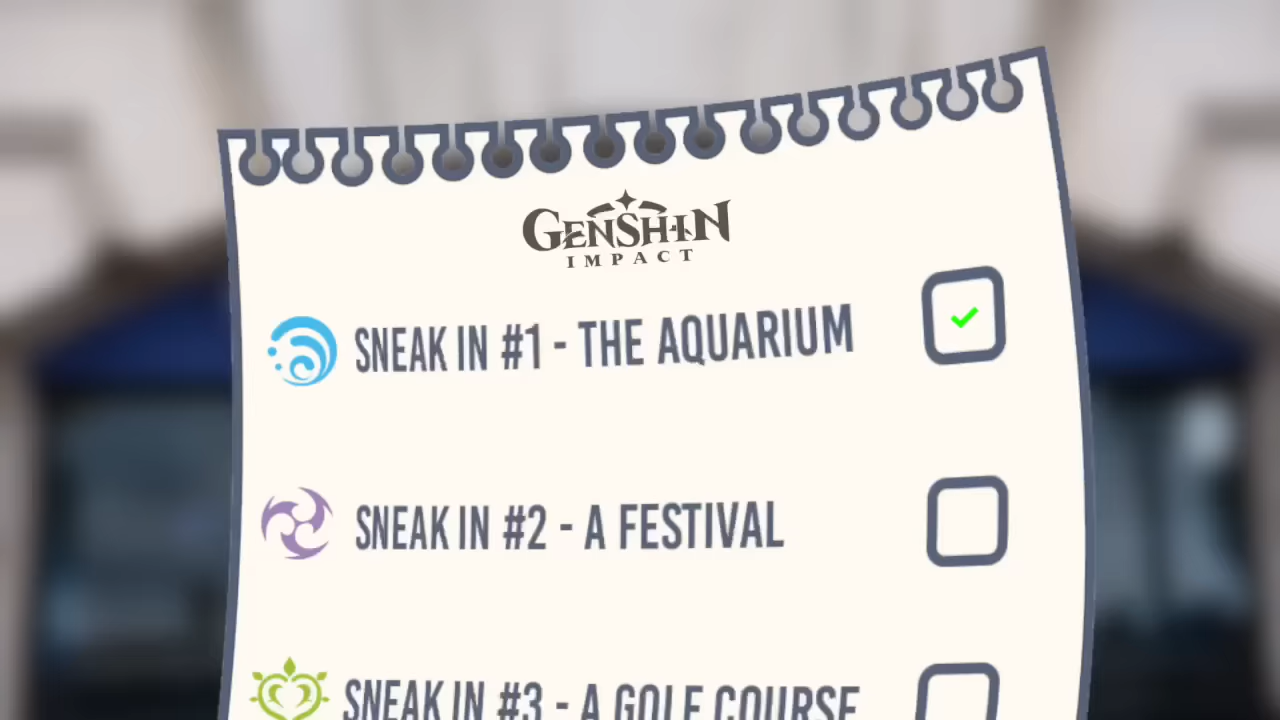 GENSHIN
IMPACT
SNEAK IN #1 - THE AQUARIUM
SNEAK IN #2 - A FESTIVAL
SNEAK IN #3 - A GOLF COURSE